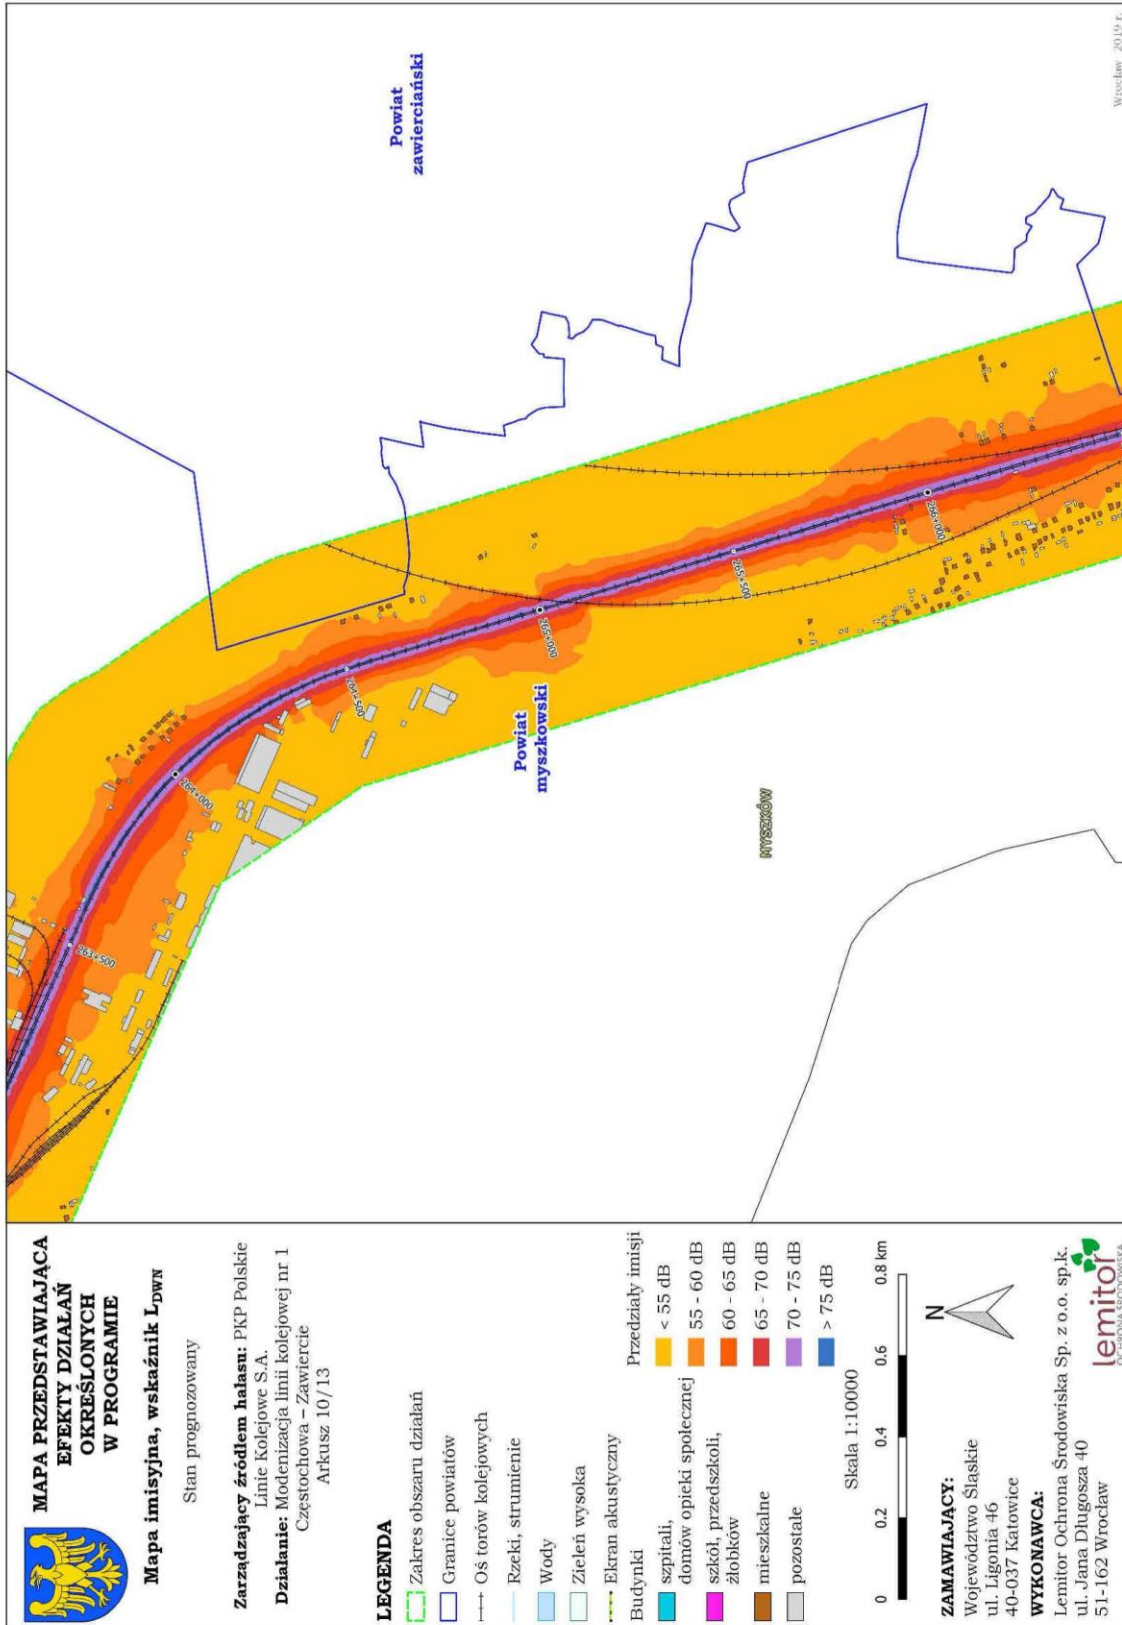 MAPA PRZEDSTAWIAJĄCA
EFEKTY DZIAŁAŃ
OKREŚLONYCH
W PROGRAMIE
Mapa imisyjna, wskaźnik LDWN
Stan prognozowany
Zarządzający źródłem hałasu: PKP Polskie
Linie Kolejowe S.A.
Działanie: Modernizacja linii kolejowej nr 1
Częstochowa – Zawiercie
Arkusz 10/13
LEGENDA
Zakres obszaru działań
Granice powiatów
Oś torów kolejowych
Rzeki, strumienie
Wody
Zieleń wysoka
Ekran akustyczny
Budynki
szpitali,
domów opieki społecznej
szkół, przedszkoli,
żłobków
mieszkalne
pozostałe
Przedziały imisji
< 55 dB
55 - 60 dB
60 - 65 dB
65 - 70 dB
70 - 75 dB
> 75 dB
Skala 1:10000
0 0.2 0.4 0.6 0.8 km
N
ZAMAWIAJĄCY:
Województwo Śląskie
ul. Ligonia 46
40-037 Katowice
WYKONAWCA:
Lemitor Ochrona Środowiska Sp. z o.o. sp.k.
ul. Jana Długosza 40
51-162 Wrocław
lemitor
OCHRONA ŚRODOWISKA
263+500
264+000
264+500
265+000
265+500
266+000
Powiat
zawierciański
Powiat
myszkowski
MYSZKÓW
Wrocław 2019 r.